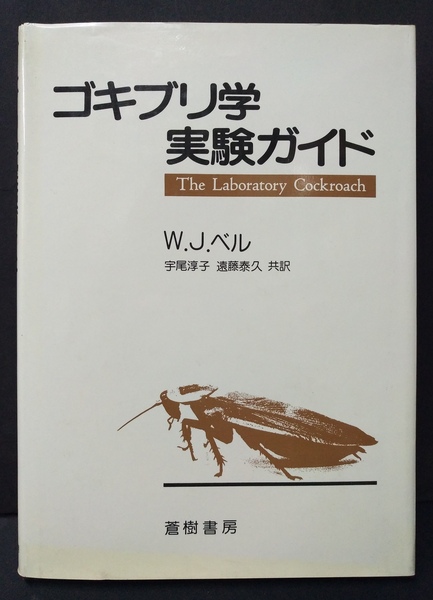 ゴキブリ学
実験ガイド
The Laboratory Cockroach
W.J.ベル
宇尾淳子 遠藤泰久 共訳
蒼樹書房